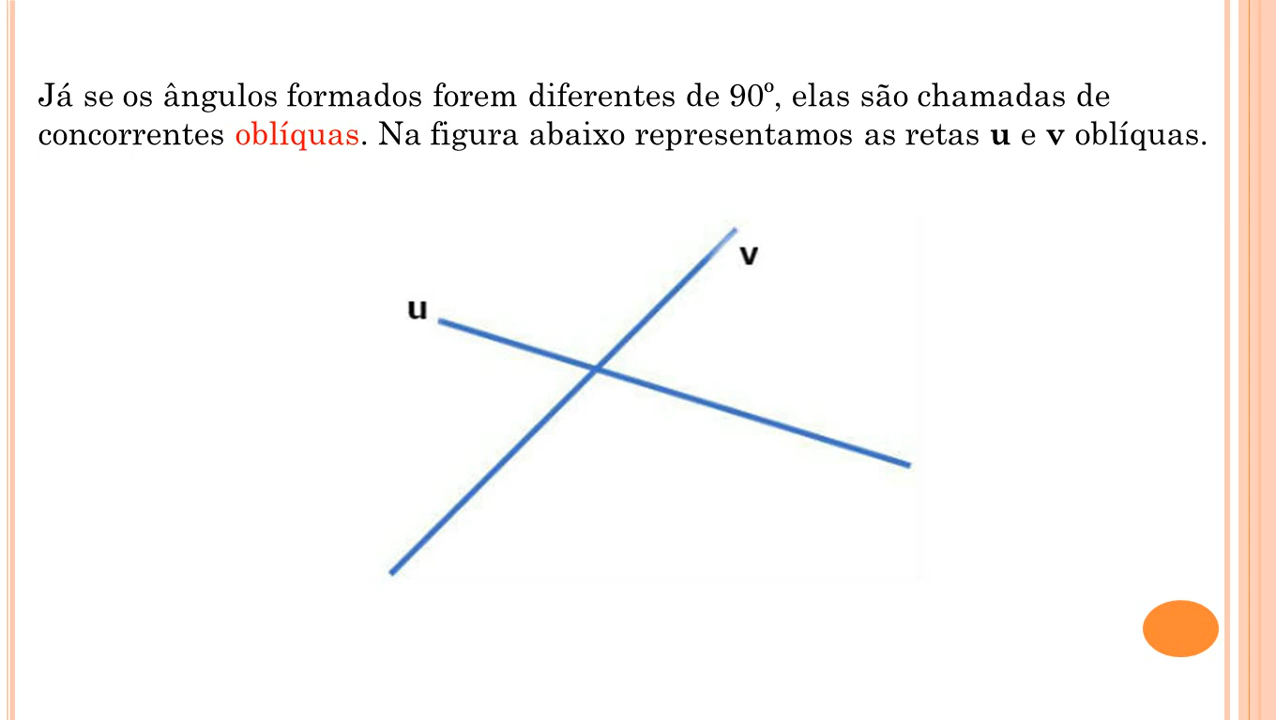 Já se os ângulos formados forem diferentes de 90º, elas são chamadas de
concorrentes oblíquas. Na figura abaixo representamos as retas u e v oblíquas.
v
u